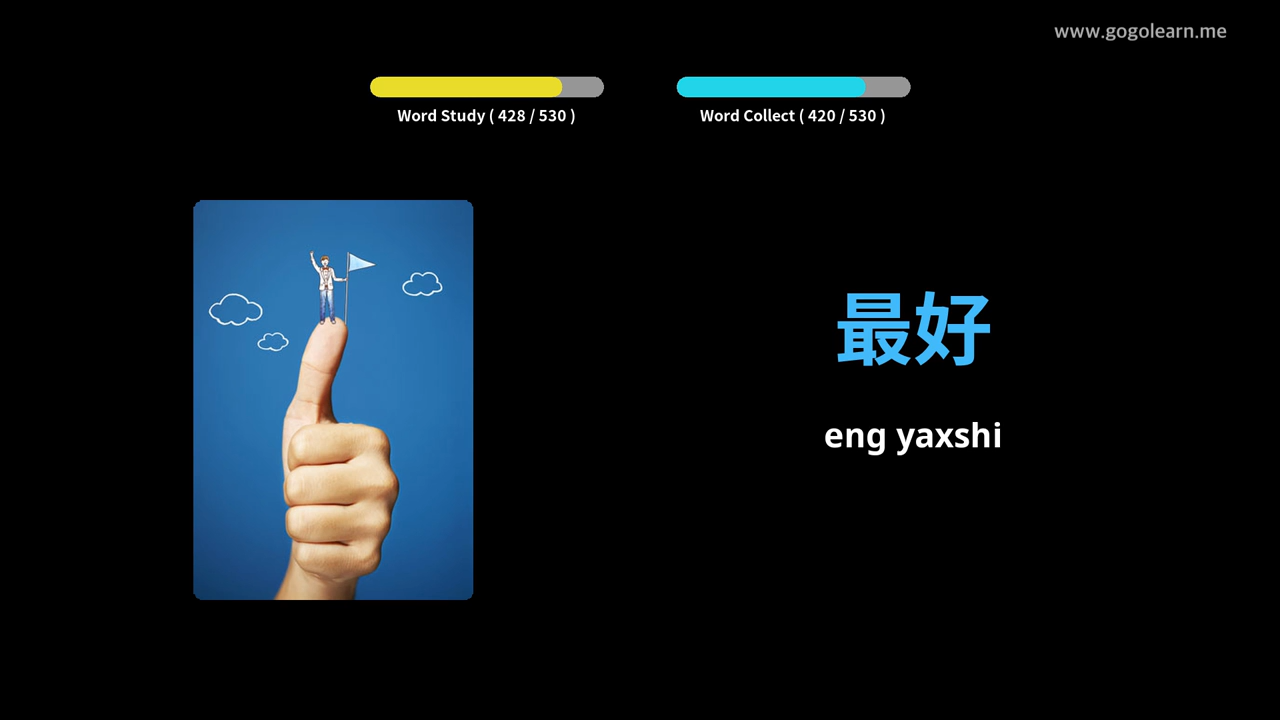 www.gogolearn.me
Word Study ( 428 / 530 )
Word Collect ( 420 / 530 )
最好
eng yaxshi